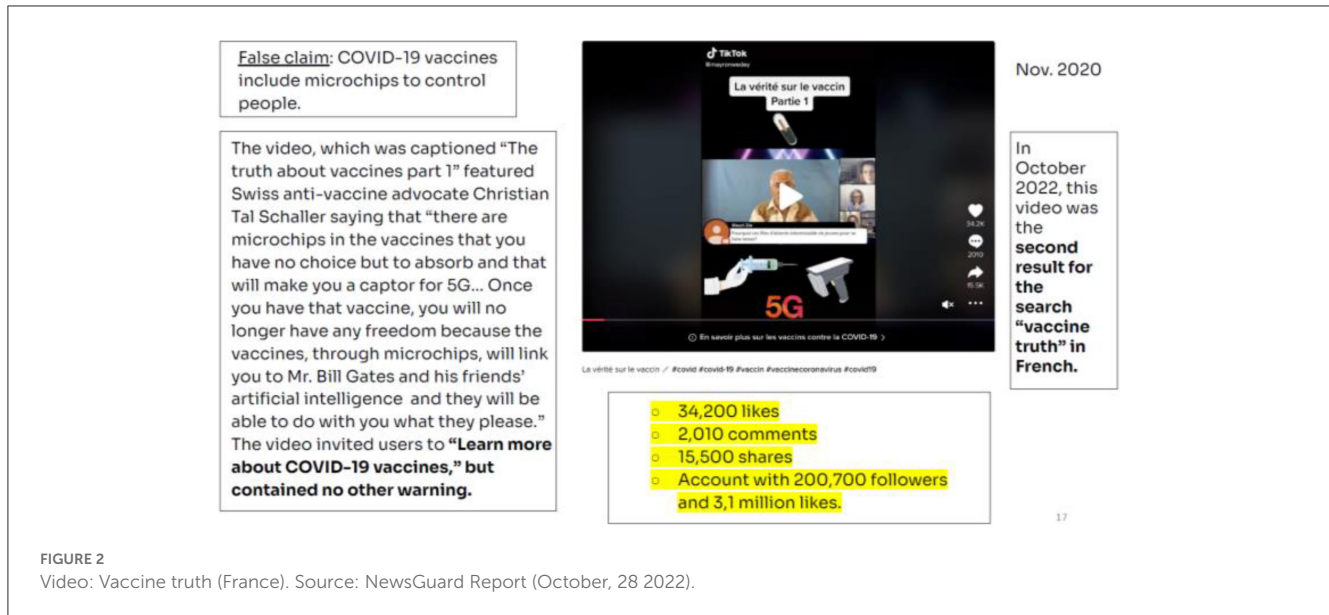 False claim: COVID-19 vaccines
include microchips to control
people.
The video, which was captioned “The
truth about vaccines part 1” featured
Swiss anti-vaccine advocate Christian
Tal Schaller saying that “there are
microchips in the vaccines that you
have no choice but to absorb and that
will make you a captor for 5G... Once
you have that vaccine, you will no
longer have any freedom because the
vaccines, through microchips, will link
you to Mr. Bill Gates and his friends’
artificial intelligence and they will be
able to do with you what they please.”
The video invited users to “Learn more
about COVID-19 vaccines,” but
contained no other warning.
TikTok
@mayronweday
La vérité sur le vaccin
Partie 1
34.2K
2010
15.5K
5G
En savoir plus sur les vaccins contre la COVID-19
La vérité sur le vaccin / #covid #covid-19 #vaccin #vaccinecoronavirus #covid19
34,200 likes
2,010 comments
15,500 shares
Account with 200,700 followers
and 3,1 million likes.
Nov. 2020
In
October
2022, this
video was
the
second
result for
the
search
“vaccine
truth” in
French.
17
FIGURE 2
Video: Vaccine truth (France). Source: NewsGuard Report (October, 28 2022).